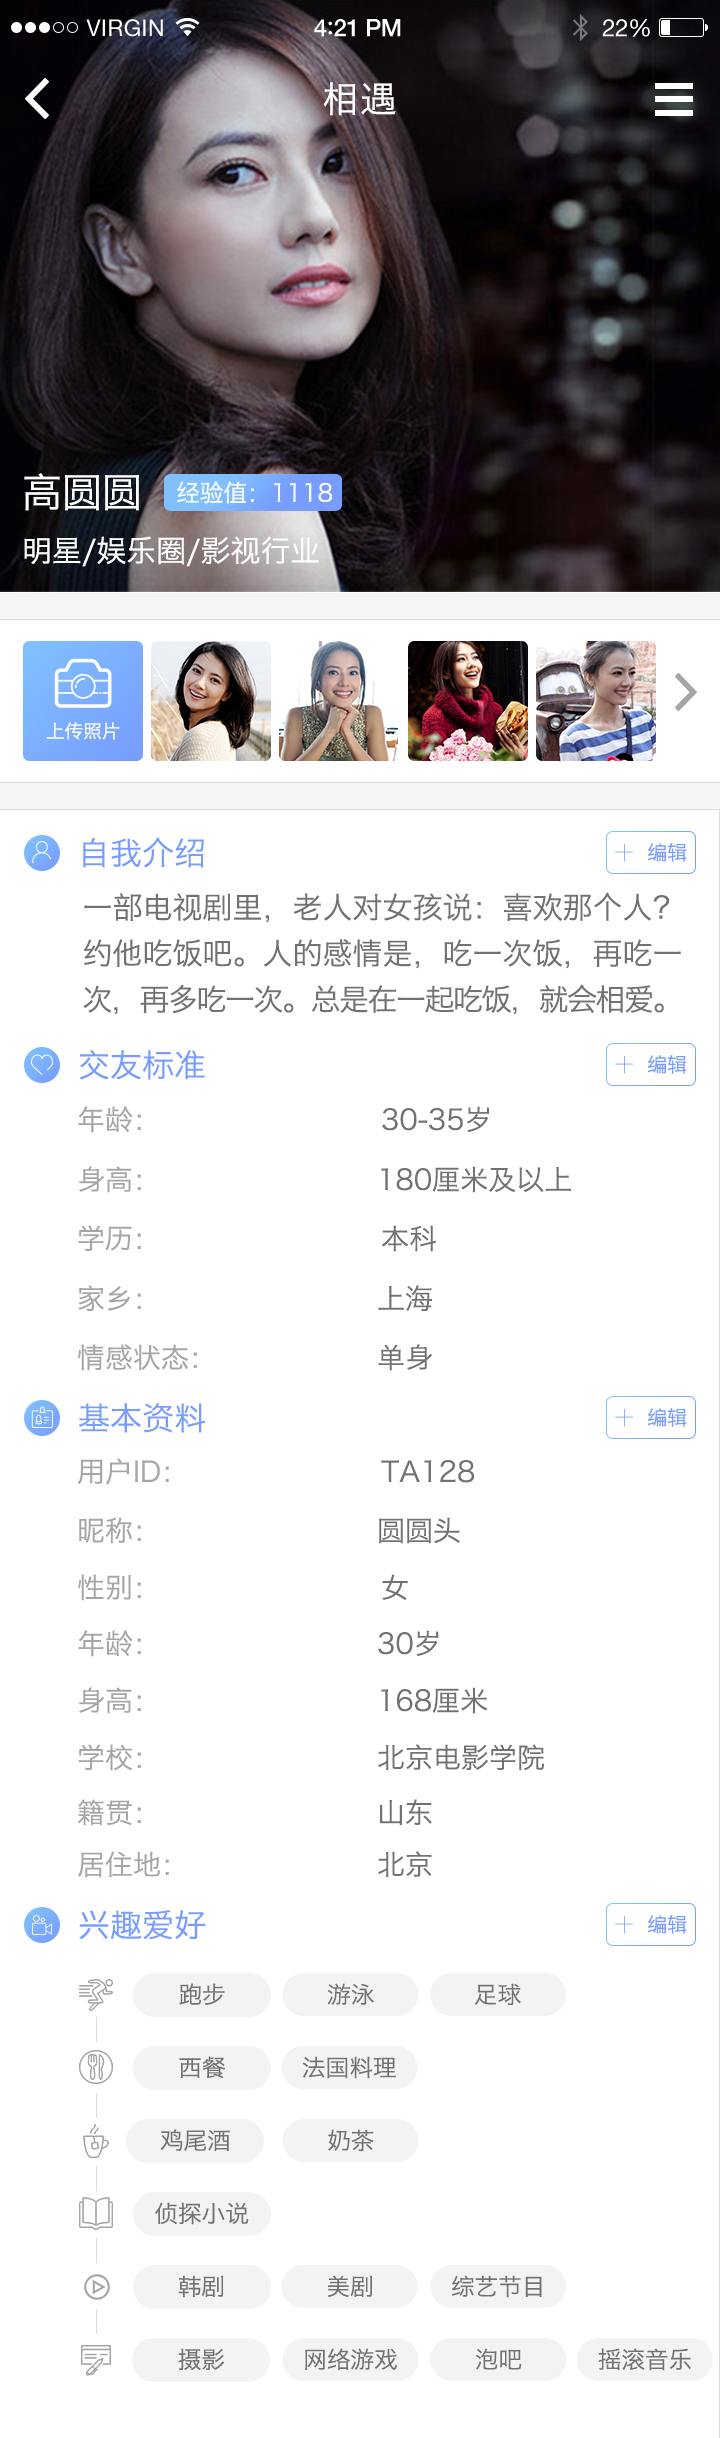 VIRGIN 4:21 PM 22%
相遇
高圆圆 经验值：1118
明星/娱乐圈/影视行业
上传照片
自我介绍 + 编辑
一部电视剧里，老人对女孩说：喜欢那个人？
约他吃饭吧。人的感情是，吃一次饭，再吃一
次，再多吃一次。总是在一起吃饭，就会相爱。
交友标准 + 编辑
年龄： 30-35岁
身高： 180厘米及以上
学历： 本科
家乡： 上海
情感状态： 单身
基本资料 + 编辑
用户ID： TA128
昵称： 圆圆头
性别： 女
年龄： 30岁
身高： 168厘米
学校： 北京电影学院
籍贯： 山东
居住地： 北京
兴趣爱好 + 编辑
跑步 游泳 足球
西餐 法国料理
鸡尾酒 奶茶
侦探小说
韩剧 美剧 综艺节目
摄影 网络游戏 泡吧 摇滚音乐